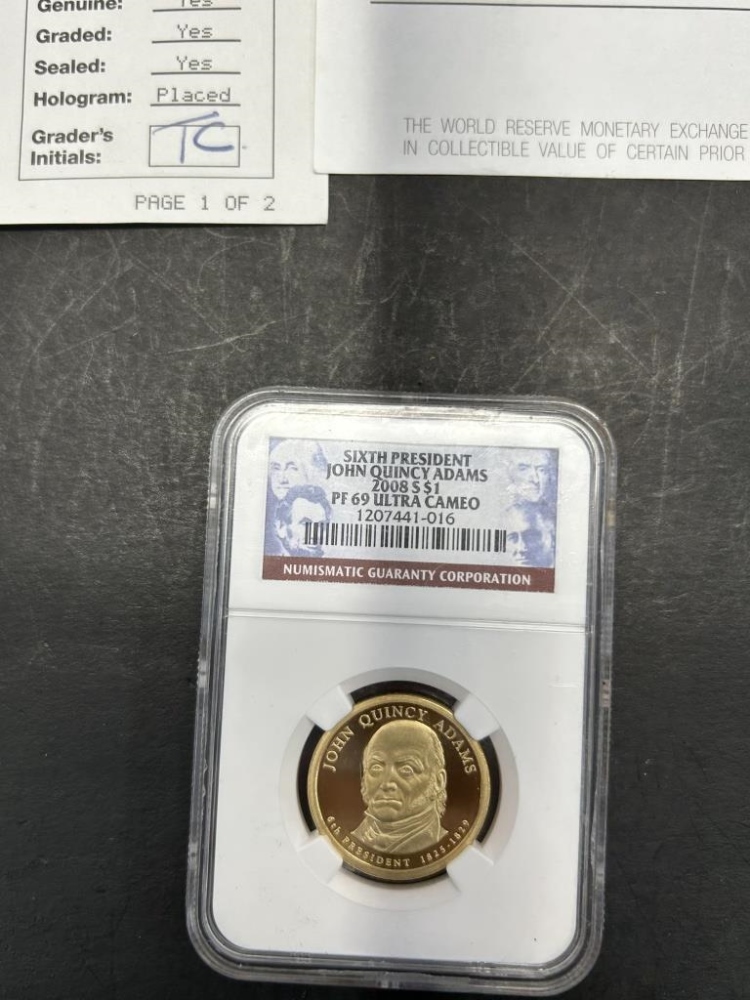 Genuine: Yes
Graded: Yes
Sealed: Yes
Hologram: Placed
Grader's
Initials: TC.
PAGE 1 OF 2
THE WORLD RESERVE MONETARY EXCHANGE
IN COLLECTIBLE VALUE OF CERTAIN PRIOR
SIXTH PRESIDENT
JOHN QUINCY ADAMS
2008 S $1
PF 69 ULTRA CAMEO
1207441-016
NUMISMATIC GUARANTY CORPORATION
JOHN QUINCY ADAMS
6th PRESIDENT 1825-1829